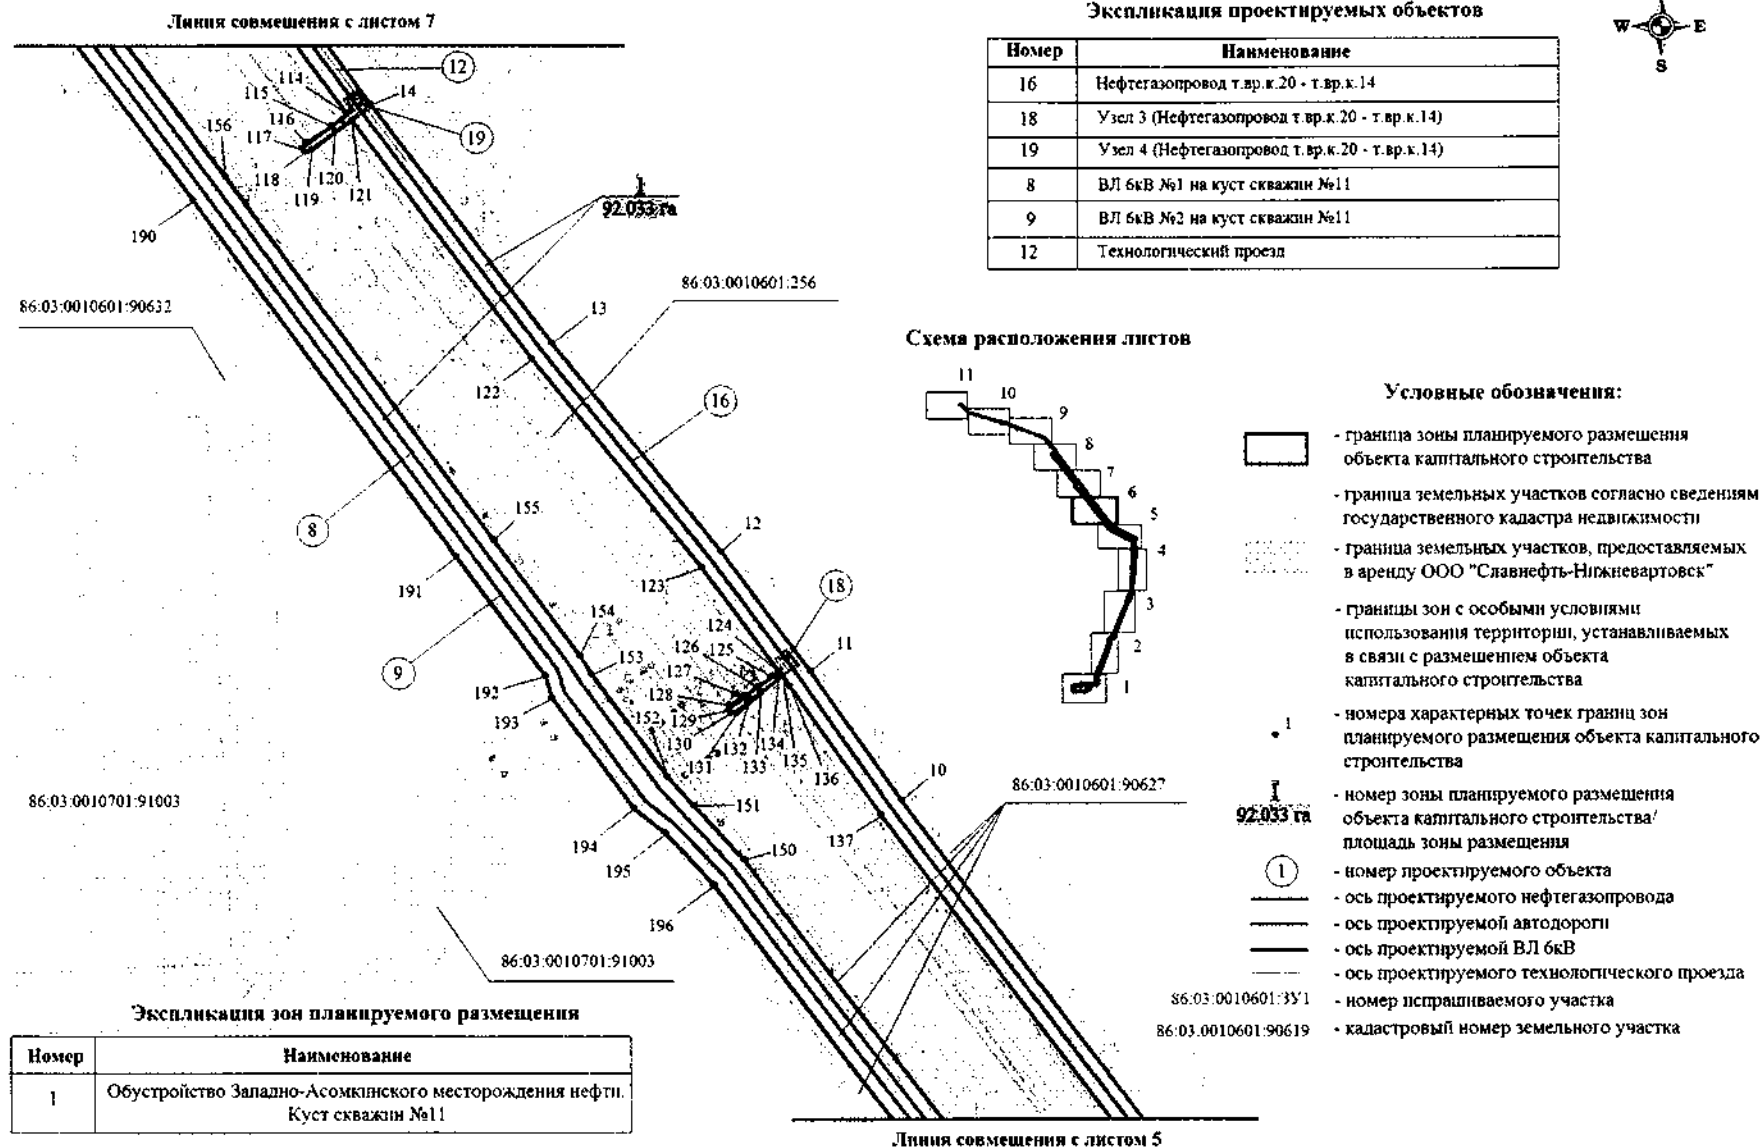 Линия совмещения с листом 7
12
114
14
115
116
117
19
156
118
120
119
121
190
I
92.033 га
86:03:0010601:256
86:03:0010601:90632
13
122
16
155
8
12
123
191
18
154
124
126
11
153
125
127
9
192
128
152
129
193
130
132
134
131
133
135
136
10
86:03:0010601:90627
86:03:0010701:91003
151
137
194
150
195
196
86:03:0010701:91003
Экспликация зон планируемого размещения
Номер Наименование
1 Обустройство Западно-Асомкинского месторождения нефти.
Куст скважин №11
Линия совмещения с листом 5
Экспликация проектируемых объектов
Номер Наименование
16 Нефтегазопровод т.вр.к.20 - т.вр.к.14
18 Узел 3 (Нефтегазопровод т.вр.к.20 - т.вр.к.14)
19 Узел 4 (Нефтегазопровод т.вр.к.20 - т.вр.к.14)
8 ВЛ 6кВ №1 на куст скважин №11
9 ВЛ 6кВ №2 на куст скважин №11
12 Технологический проезд
W E
S
Схема расположения листов
11
10
9
8
7
6
5
4
3
2
1
Условные обозначения:
- граница зоны планируемого размещения
объекта капитального строительства
- граница земельных участков согласно сведениям
государственного кадастра недвижимости
- граница земельных участков, предоставляемых
в аренду ООО "Славнефть-Нижневартовск"
- границы зон с особыми условиями
использования территории, устанавливаемых
в связи с размещением объекта
капитального строительства
1 - номера характерных точек границ зон
планируемого размещения объекта капитального
строительства
I
92.033 га
- номер зоны планируемого размещения
объекта капитального строительства/
площадь зоны размещения
1 - номер проектируемого объекта
- ось проектируемого нефтегазопровода
- ось проектируемой автодороги
- ось проектируемой ВЛ 6кВ
- ось проектируемого технологического проезда
86:03:0010601:ЗУ1 - номер испрашиваемого участка
86:03:0010601:90619 - кадастровый номер земельного участка